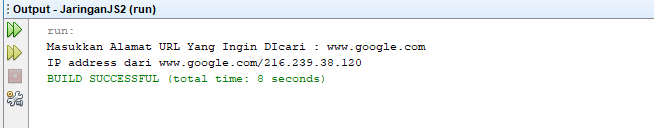 Output - JaringanJS2 (run)
run:
Masukkan Alamat URL Yang Ingin DIcari : www.google.com
IP address dari www.google.com/216.239.38.120
BUILD SUCCESSFUL (total time: 8 seconds)